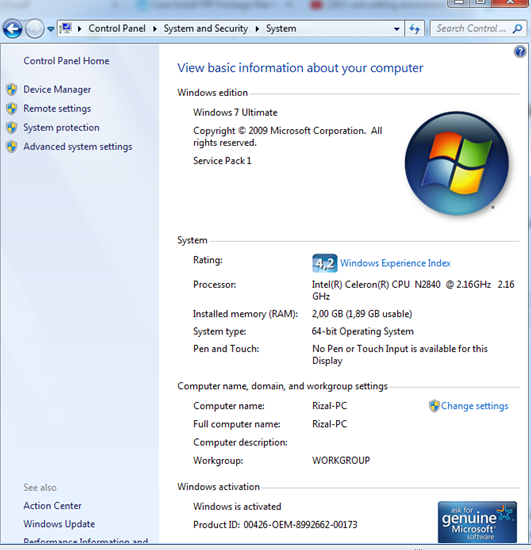 Control Panel ▸ System and Security ▸ System
Search Control ...
Control Panel Home
Device Manager
Remote settings
System protection
Advanced system settings
View basic information about your computer
Windows edition
Windows 7 Ultimate
Copyright © 2009 Microsoft Corporation. All
rights reserved.
Service Pack 1
System
Rating:
4,2 Windows Experience Index
Processor:
Intel(R) Celeron(R) CPU N2840 @ 2.16GHz 2.16
GHz
Installed memory (RAM):
2,00 GB (1,89 GB usable)
System type:
64-bit Operating System
Pen and Touch:
No Pen or Touch Input is available for this
Display
Computer name, domain, and workgroup settings
Computer name:
Rizal-PC
Change settings
Full computer name:
Rizal-PC
Computer description:
Workgroup:
WORKGROUP
Windows activation
Windows is activated
Product ID: 00426-OEM-8992662-00173
ask for
genuine
Microsoft
software
See also
Action Center
Windows Update
Performance Information and